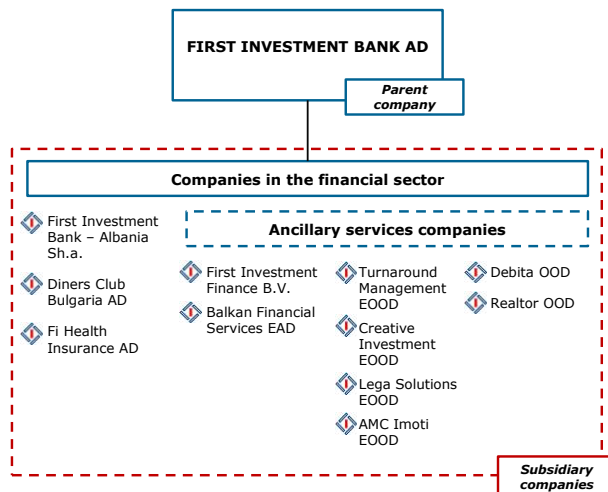 FIRST INVESTMENT BANK AD
Parent
company
Companies in the financial sector
First Investment
Bank – Albania
Sh.a.
Diners Club
Bulgaria AD
Fi Health
Insurance AD
Ancillary services companies
First Investment
Finance B.V.
Balkan Financial
Services EAD
Turnaround
Management
EOOD
Creative
Investment
EOOD
Lega Solutions
EOOD
AMC Imoti
EOOD
Debita OOD
Realtor OOD
Subsidiary
companies